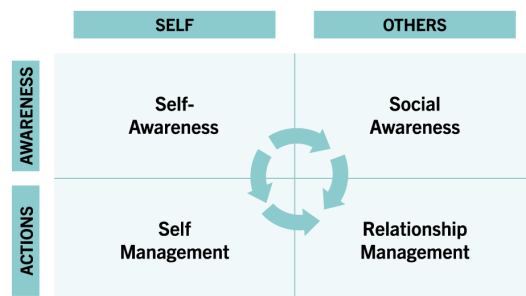 SELF
OTHERS
AWARENESS
Self-
Awareness
Social
Awareness
ACTIONS
Self
Management
Relationship
Management